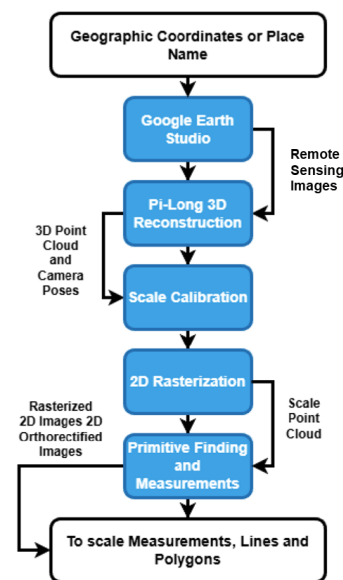 Geographic Coordinates or Place
Name
Google Earth
Studio
Remote
Sensing
Images
Pi-Long 3D
Reconstruction
3D Point
Cloud
and
Camera
Poses
Scale Calibration
2D Rasterization
Scale
Point
Cloud
Rasterized
2D Images 2D
Orthorectified
Images
Primitive Finding
and
Measurements
To scale Measurements, Lines and
Polygons